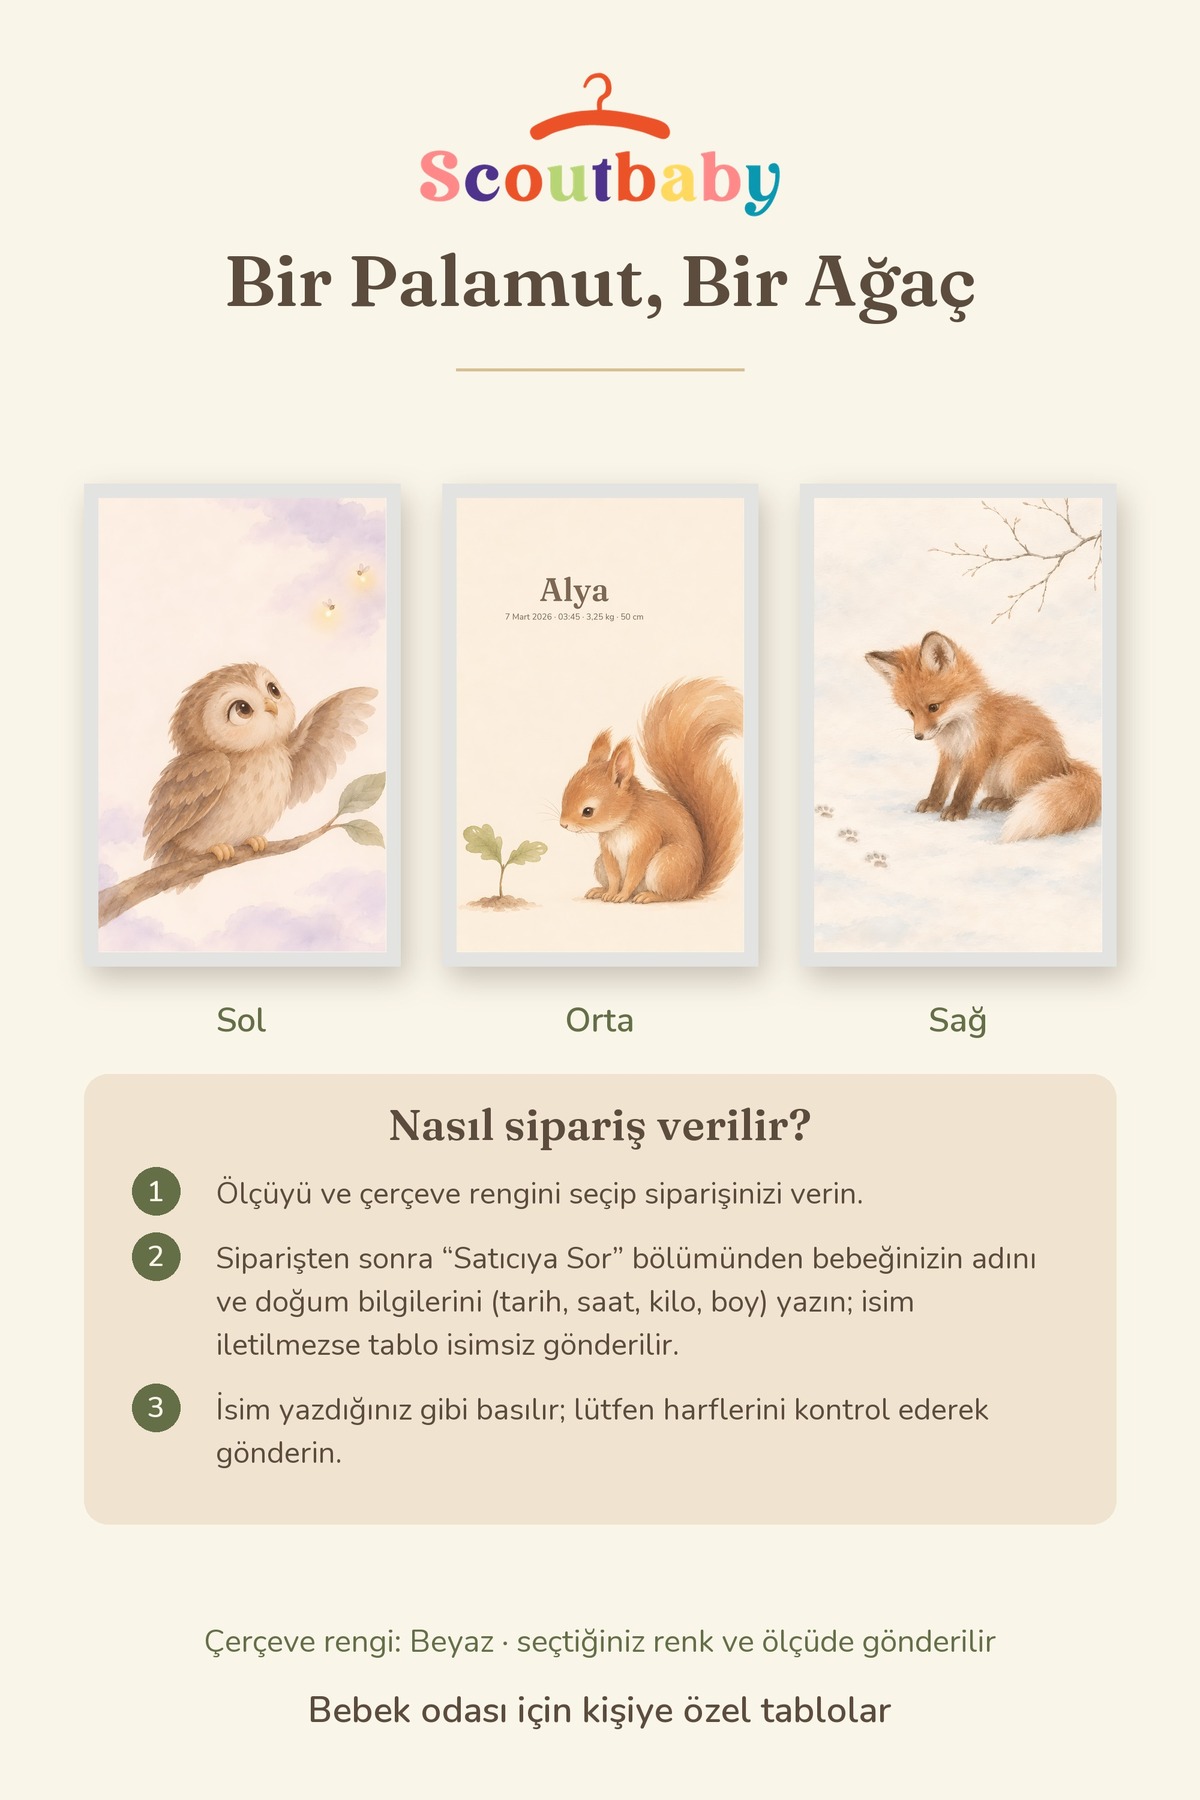 Scoutbaby
Bir Palamut, Bir Ağaç
Alya
7 Mart 2026 · 03:45 · 3,25 kg · 50 cm
Sol
Orta
Sağ
Nasıl sipariş verilir?
1 Ölçüyü ve çerçeve rengini seçip siparişinizi verin.
2 Siparişten sonra “Satıcıya Sor” bölümünden bebeğinizin adını
ve doğum bilgilerini (tarih, saat, kilo, boy) yazın; isim
iletilmezse tablo isimsiz gönderilir.
3 İsim yazdığınız gibi basılır; lütfen harflerini kontrol ederek
gönderin.
Çerçeve rengi: Beyaz · seçtiğiniz renk ve ölçüde gönderilir
Bebek odası için kişiye özel tablolar